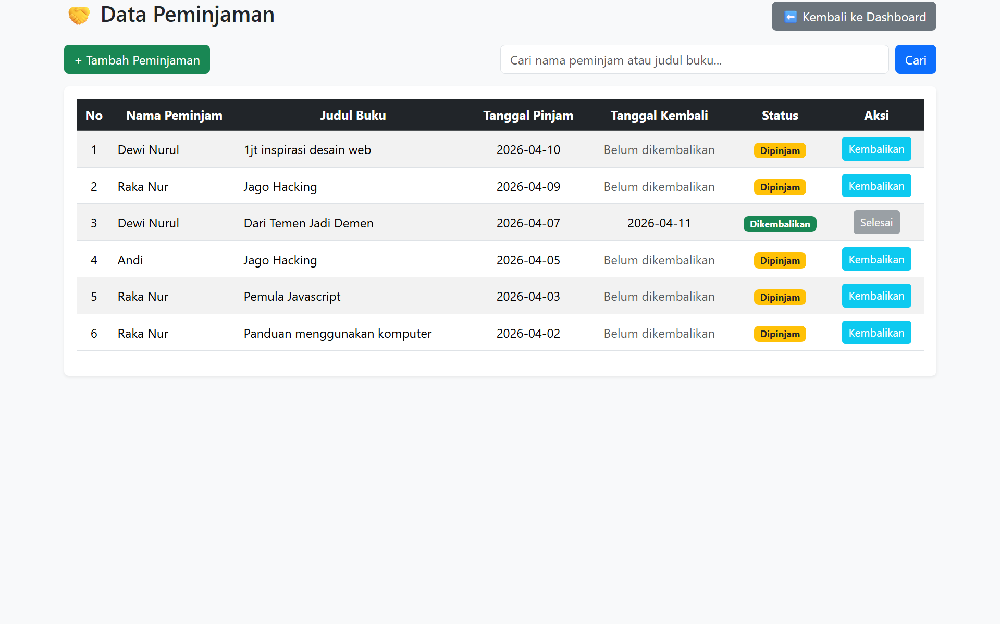 Data Peminjaman
Kembali ke Dashboard
+ Tambah Peminjaman
Cari nama peminjam atau judul buku...
Cari
No Nama Peminjam Judul Buku Tanggal Pinjam Tanggal Kembali Status Aksi
1 Dewi Nurul 1jt inspirasi desain web 2026-04-10 Belum dikembalikan Dipinjam Kembalikan
2 Raka Nur Jago Hacking 2026-04-09 Belum dikembalikan Dipinjam Kembalikan
3 Dewi Nurul Dari Temen Jadi Demen 2026-04-07 2026-04-11 Dikembalikan Selesai
4 Andi Jago Hacking 2026-04-05 Belum dikembalikan Dipinjam Kembalikan
5 Raka Nur Pemula Javascript 2026-04-03 Belum dikembalikan Dipinjam Kembalikan
6 Raka Nur Panduan menggunakan komputer 2026-04-02 Belum dikembalikan Dipinjam Kembalikan